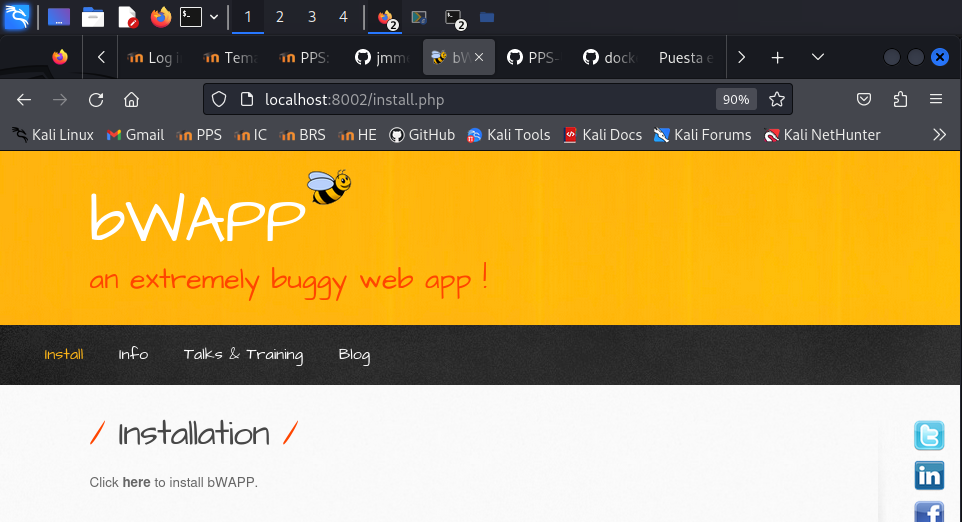 1 2 3 4 2 2
Log i Tema PPS: jmm bW PPS- dock Puesta e
localhost:8002/install.php 90%
Kali Linux Gmail PPS IC BRS HE GitHub Kali Tools Kali Docs Kali Forums Kali NetHunter
bWAPP
an extremely buggy web app !
Install Info Talks & Training Blog
/ Installation /
Click here to install bWAPP.